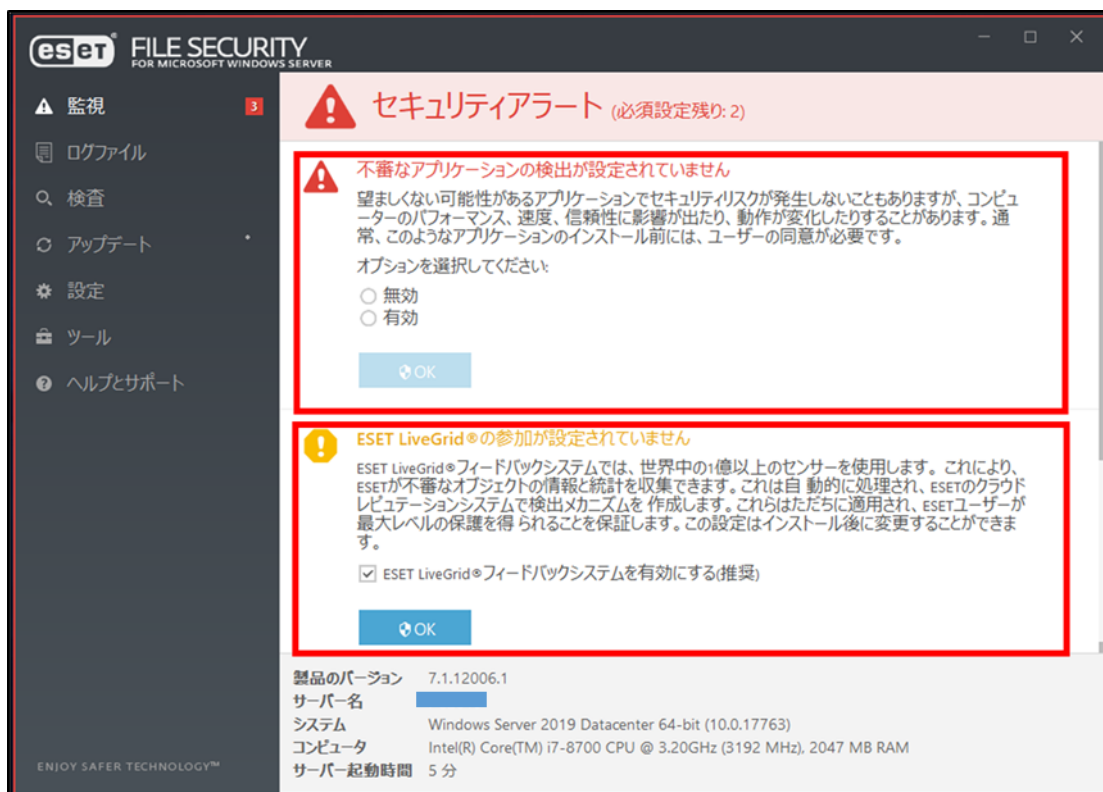 eset FILE SECURITY
FOR MICROSOFT WINDOWS SERVER
監視 3
ログファイル
検査
アップデート
設定
ツール
ヘルプとサポート
ENJOY SAFER TECHNOLOGY™
セキュリティアラート (必須設定残り: 2)
不審なアプリケーションの検出が設定されていません
望ましくない可能性があるアプリケーションでセキュリティリスクが発生しないこともありますが、コンピュ
ーターのパフォーマンス、速度、信頼性に影響が出たり、動作が変化したりすることがあります。通
常、このようなアプリケーションのインストール前には、ユーザーの同意が必要です。
オプションを選択してください:
無効
有効
OK
ESET LiveGrid®の参加が設定されていません
ESET LiveGrid®フィードバックシステムでは、世界中の1億以上のセンサーを使用します。これにより、
ESETが不審なオブジェクトの情報と統計を収集できます。これは自 動的に処理され、ESETのクラウド
レピュテーションシステムで検出メカニズムを 作成します。これらはただちに適用され、ESETユーザーが
最大レベルの保護を得 られることを保証します。この設定はインストール後に変更することができま
す。
ESET LiveGrid®フィードバックシステムを有効にする(推奨)
OK
製品のバージョン 7.1.12006.1
サーバー名
システム Windows Server 2019 Datacenter 64-bit (10.0.17763)
コンピュータ Intel(R) Core(TM) i7-8700 CPU @ 3.20GHz (3192 MHz), 2047 MB RAM
サーバー起動時間 5 分